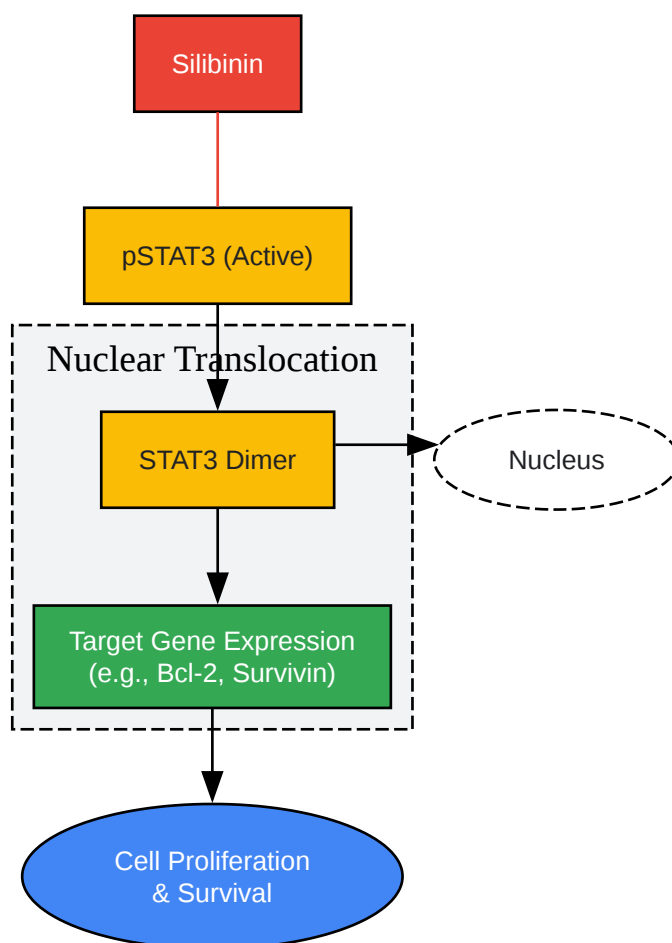 Silibinin
pSTAT3 (Active)
Nuclear Translocation
STAT3 Dimer
Nucleus
Target Gene Expression
(e.g., Bcl-2, Survivin)
Cell Proliferation
& Survival